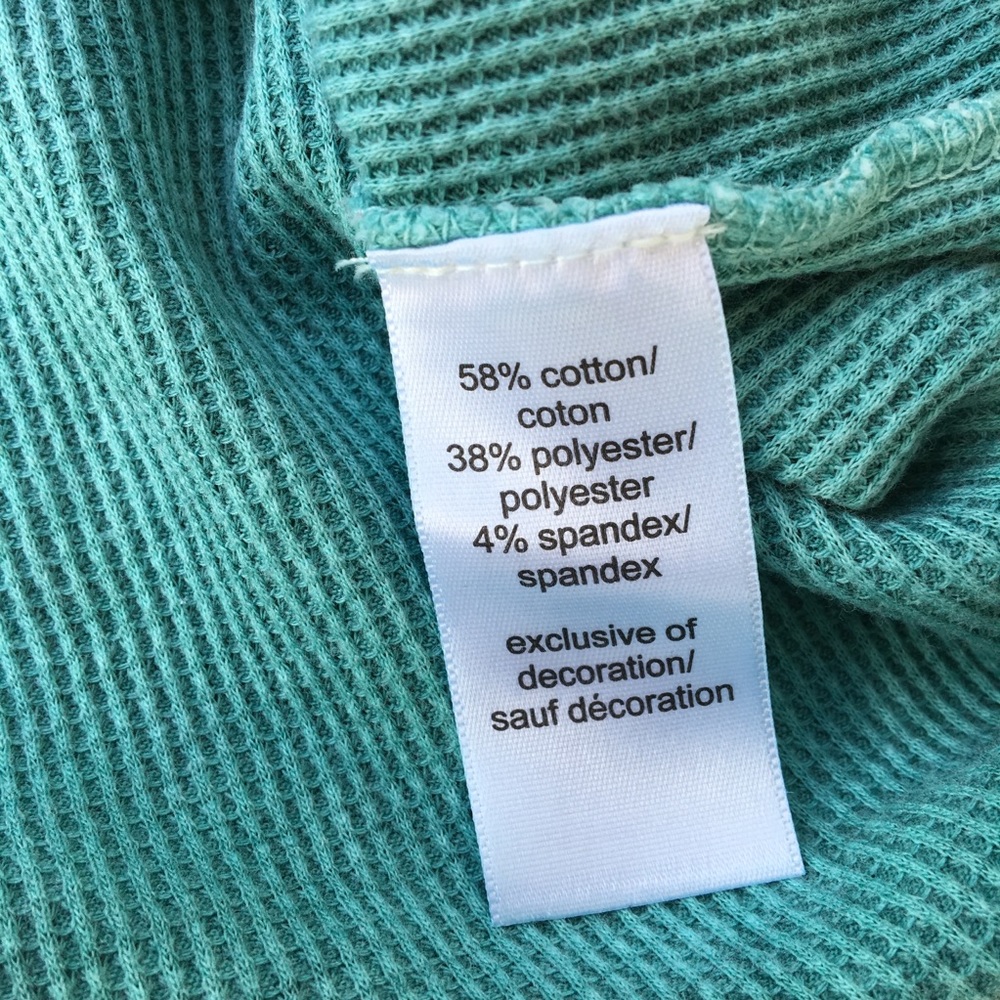 58% cotton/
coton
38% polyester/
polyester
4% spandex/
spandex
exclusive of
decoration/
sauf décoration